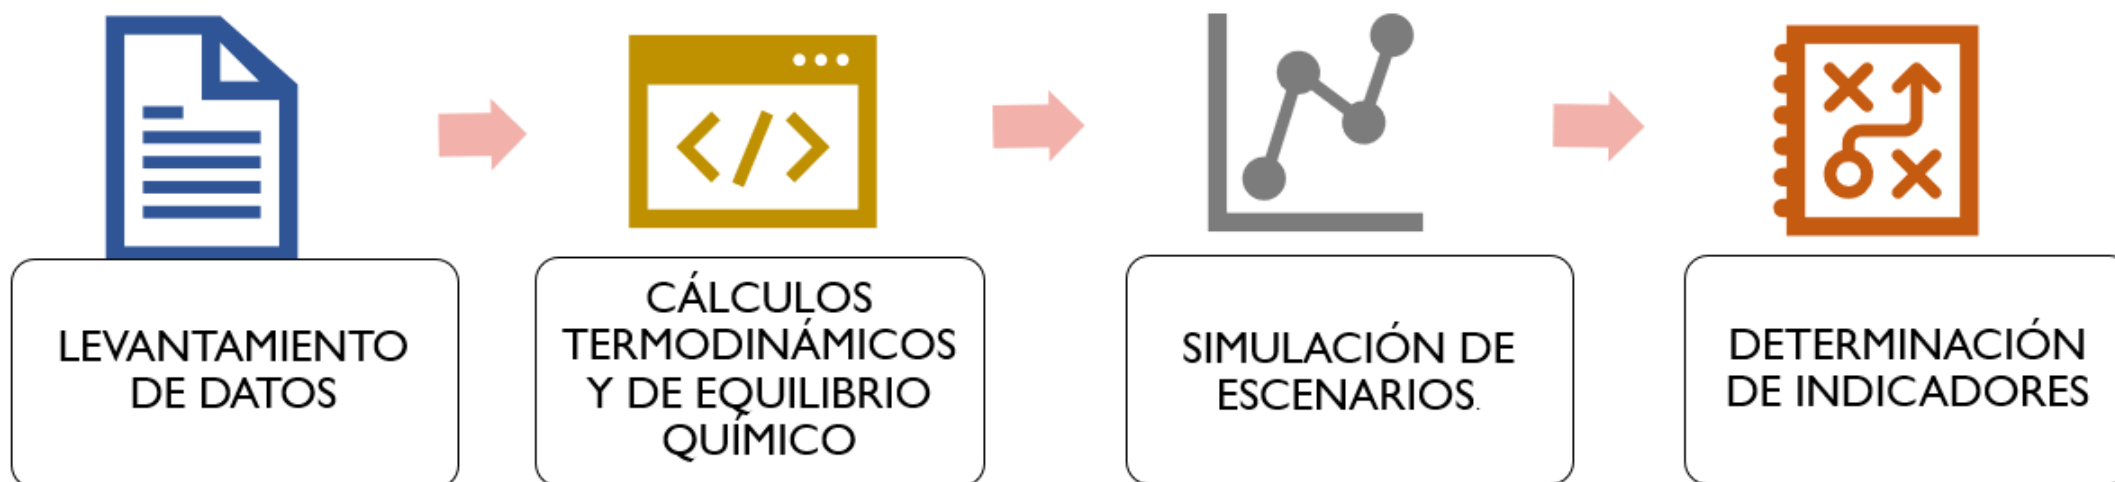 LEVANTAMIENTO
DE DATOS
CÁLCULOS
TERMODINÁMICOS
Y DE EQUILIBRIO
QUÍMICO
SIMULACIÓN DE
ESCENARIOS.
DETERMINACIÓN
DE INDICADORES